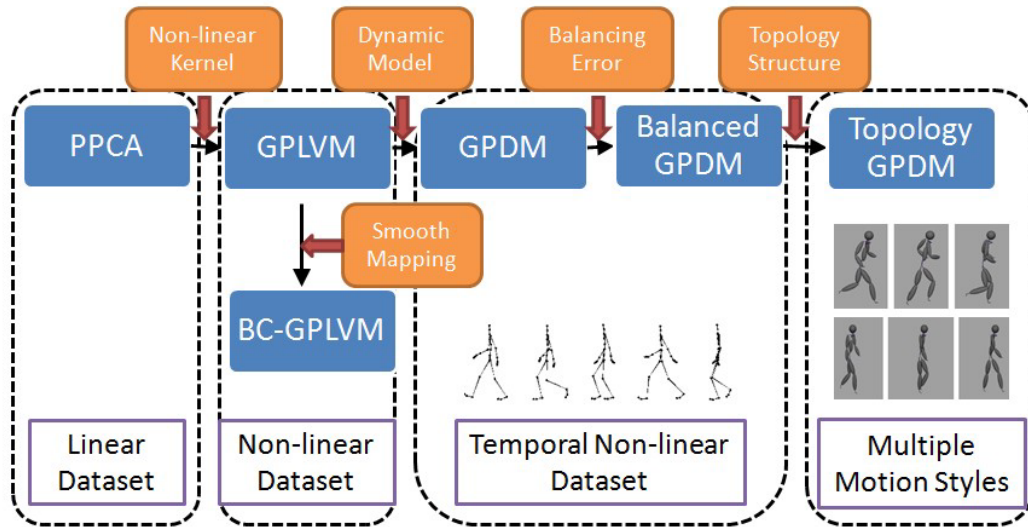 Non-linear
Kernel
Dynamic
Model
Balancing
Error
Topology
Structure
PPCA
GPLVM
GPDM
Balanced
GPDM
Topology
GPDM
Smooth
Mapping
BC-GPLVM
Linear
Dataset
Non-linear
Dataset
Temporal Non-linear
Dataset
Multiple
Motion Styles